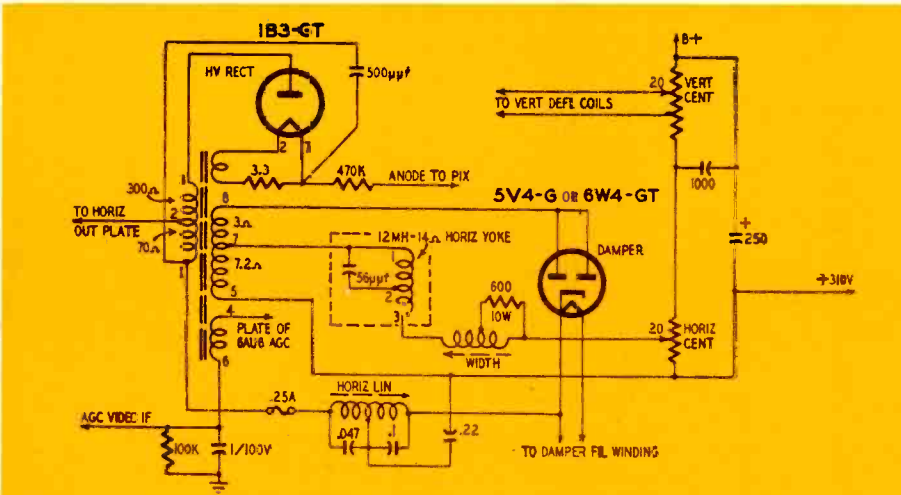 1B3-GT
HV RECT
500µµf
B+
20
VERT
CENT
TO VERT DEFL COILS
2
7
3.3
470K
ANODE TO PIX
1000
5V4-G OR 6W4-GT
300Ω
1
2
TO HORIZ
OUT PLATE
70Ω
1
8
3Ω
7
7.2Ω
5
12MH-14Ω HORIZ YOKE
56µµf
1
2
3
DAMPER
+
250
+310V
600
10W
20
HORIZ
CENT
WIDTH
4
PLATE OF
6AU6 AGC
6
.25A
HORIZ LIN
.047
.1
.22
AGC VIDEO IF
100K
1/100V
TO DAMPER FIL WINDING